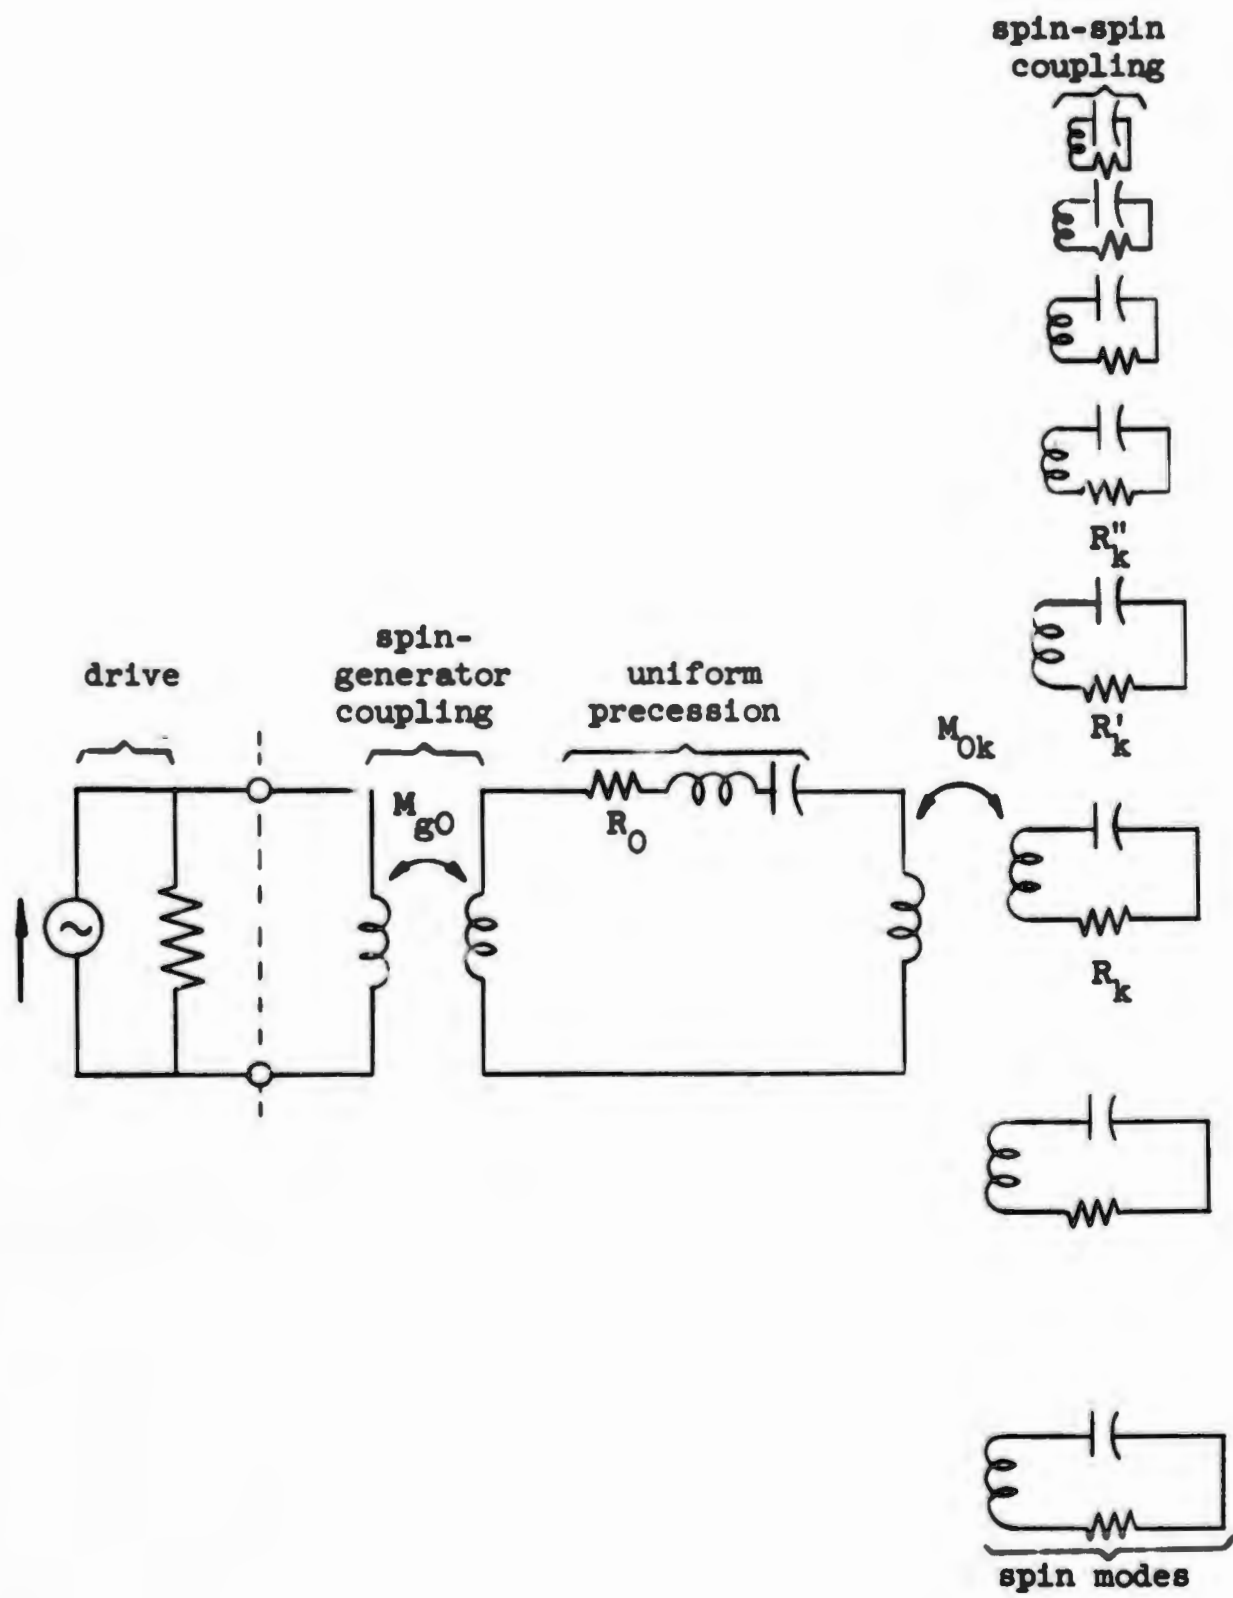 spin-spin
coupling
R''k
R'k
Rk
drive
spin-
generator
coupling
uniform
precession
Mg0
R0
M0k
spin modes